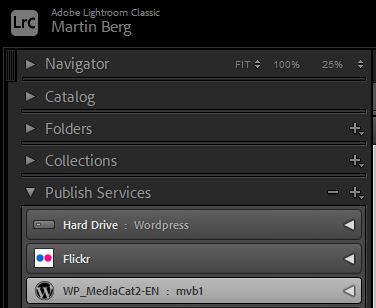 LrC Adobe Lightroom Classic
Martin Berg
Navigator FIT 100% 25%
Catalog
Folders
Collections
Publish Services
Hard Drive : Wordpress
Flickr
WP_MediaCat2-EN : mvb1